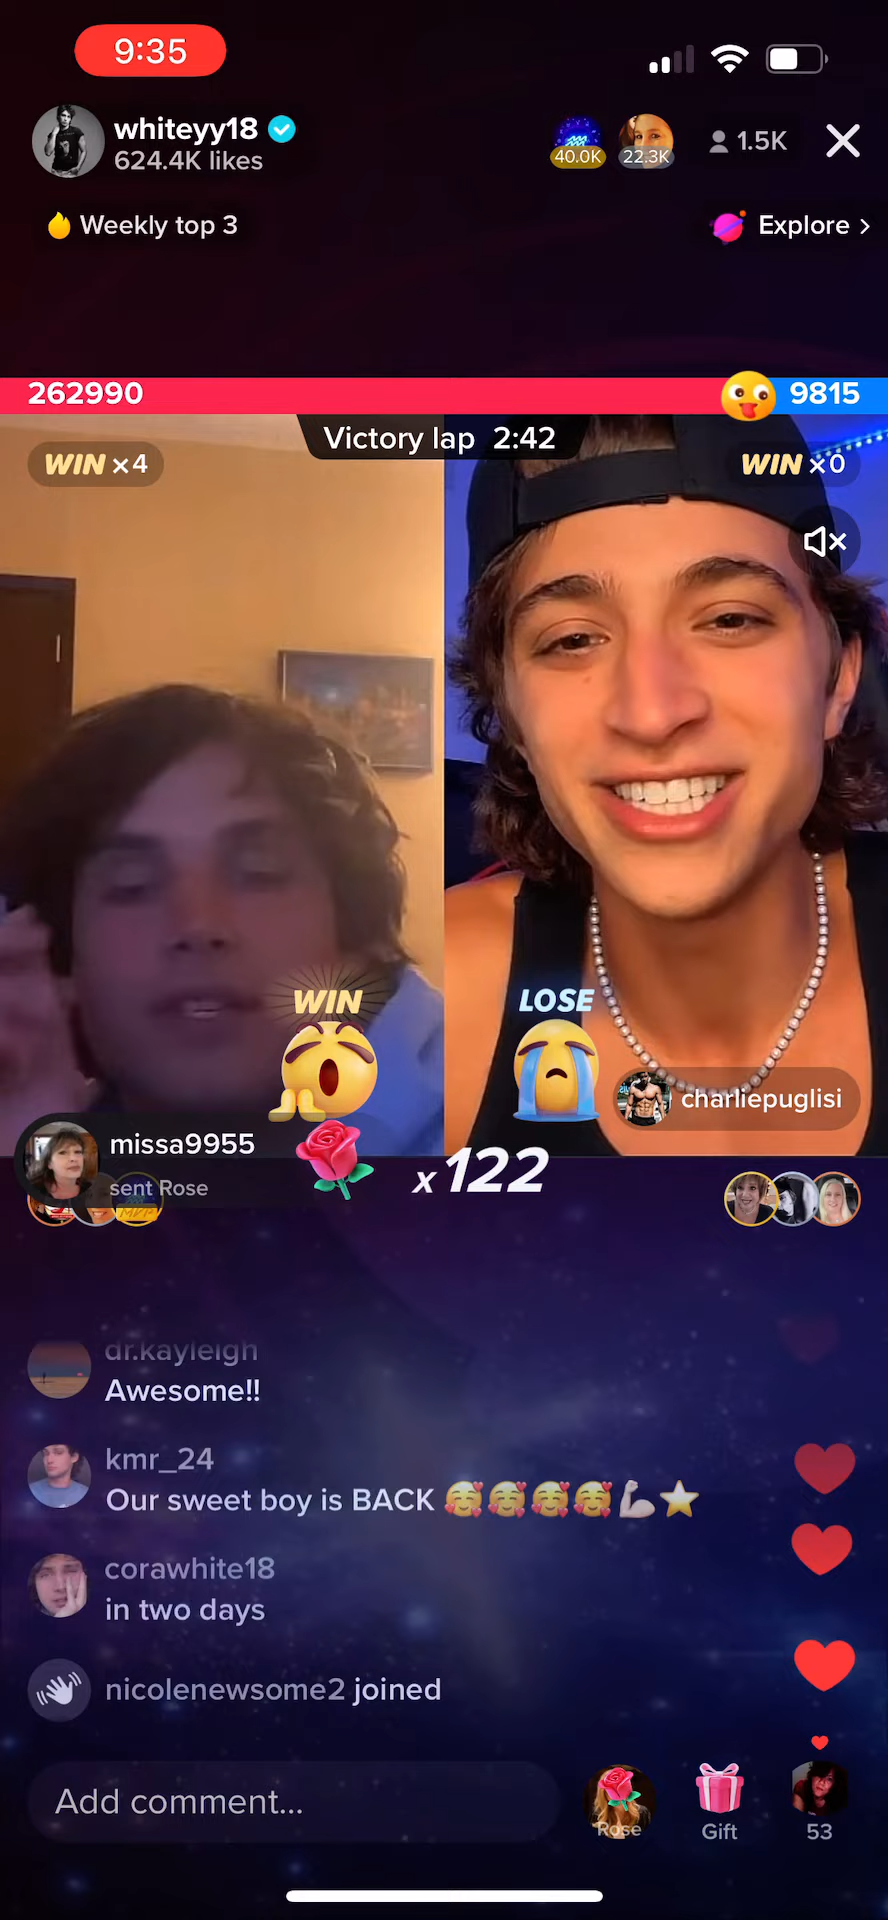 9:35
whiteyy18
624.4K likes
40.0K
22.3K
1.5K
Weekly top 3
Explore >
262990
9815
Victory lap 2:42
WIN x4
WIN x0
WIN
LOSE
charliepuglisi
missa9955
sent Rose
x122
dr.kayleigh
Awesome!!
kmr_24
Our sweet boy is BACK 🥰🥰🥰🥰💪⭐
corawhite18
in two days
nicolenewsome2 joined
Add comment...
Rose
Gift
53